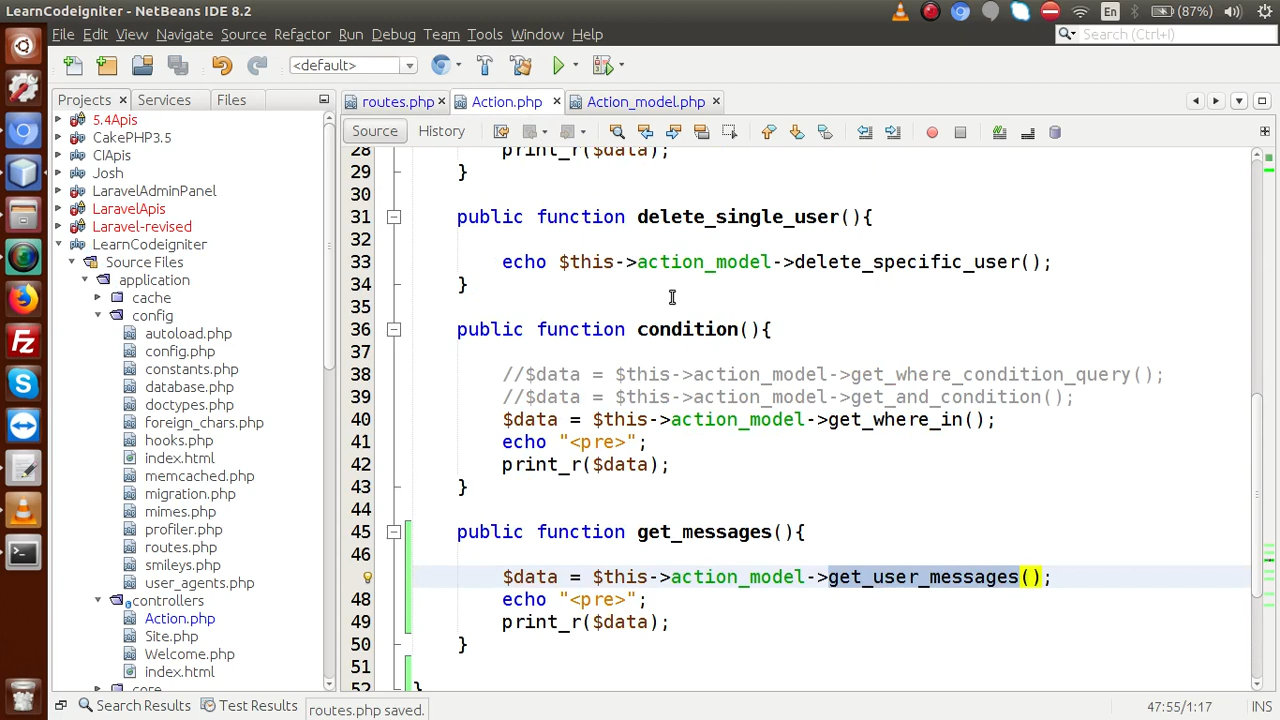 LearnCodeigniter - NetBeans IDE 8.2
En
(87%)
File Edit View Navigate Source Refactor Run Debug Team Tools Window Help
Search (Ctrl+I)
<default>
Projects Services Files
routes.php Action.php Action_model.php
Source History
5.4Apis
CakePHP3.5
CIApis
Josh
LaravelAdminPanel
LaravelApis
Laravel-revised
LearnCodeigniter
Source Files
application
cache
config
autoload.php
config.php
constants.php
database.php
doctypes.php
foreign_chars.php
hooks.php
index.html
memcached.php
migration.php
mimes.php
profiler.php
routes.php
smileys.php
user_agents.php
controllers
Action.php
Site.php
Welcome.php
index.html
core
28 print_r($data);
29 }
30
31 public function delete_single_user(){
32
33 echo $this->action_model->delete_specific_user();
34 }
35
36 public function condition(){
37
38 //$data = $this->action_model->get_where_condition_query();
39 //$data = $this->action_model->get_and_condition();
40 $data = $this->action_model->get_where_in();
41 echo "<pre>";
42 print_r($data);
43 }
44
45 public function get_messages(){
46
$data = $this->action_model->get_user_messages();
48 echo "<pre>";
49 print_r($data);
50 }
51
52 }
Search Results Test Results routes.php saved. 47:55/1:17 INS